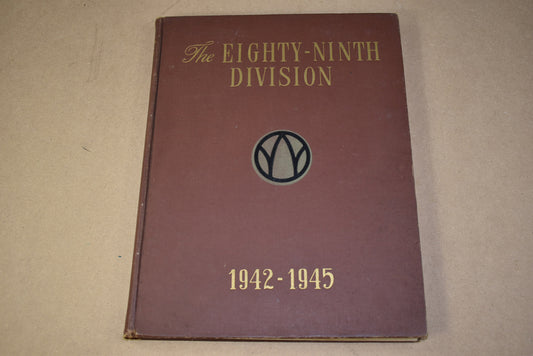 The EIGHTY-NINTH
DIVISION
1942-1945